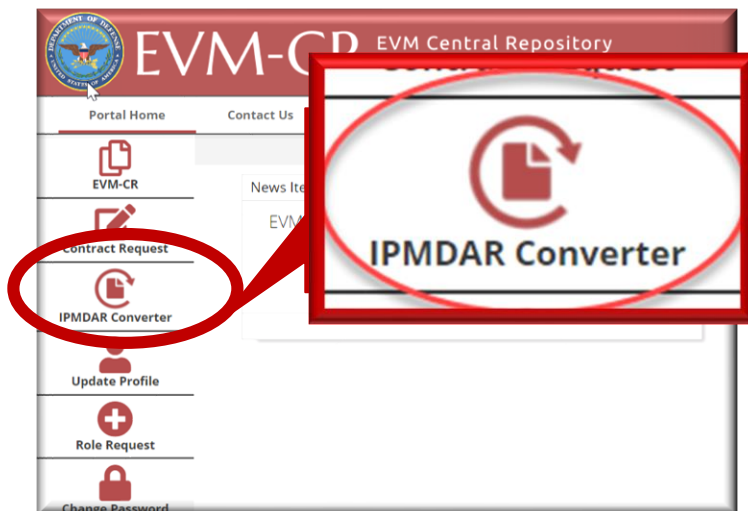 EVM-CR EVM Central Repository
Portal Home
Contact Us
EVM-CR
News Ite
EVM
Contract Request
IPMDAR Converter
IPMDAR Converter
Update Profile
Role Request
Change Password